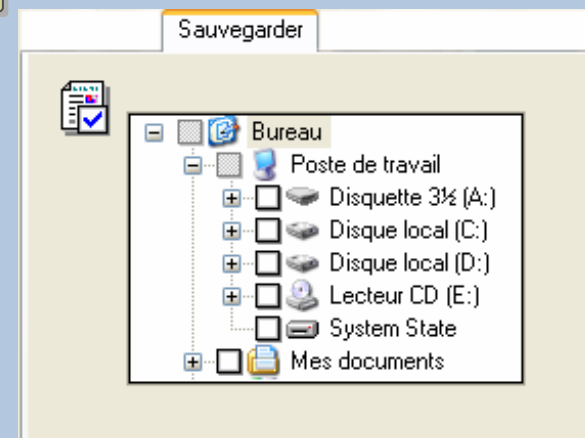 Sauvegarder
Bureau
Poste de travail
Disquette 3½ (A:)
Disque local (C:)
Disque local (D:)
Lecteur CD (E:)
System State
Mes documents